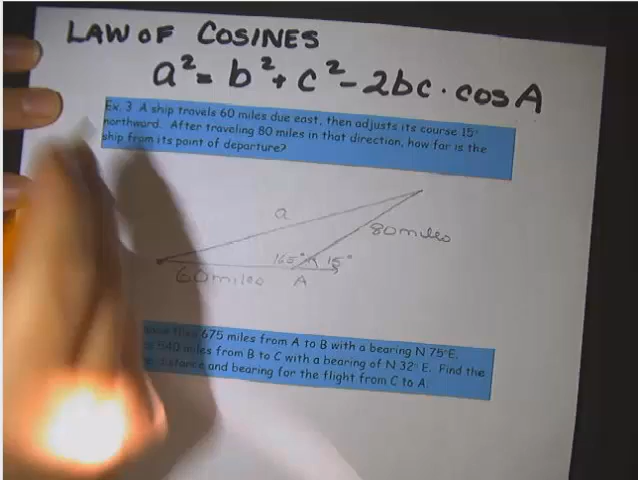 LAW OF COSINES
a² = b² + c² - 2bc · cos A
Ex. 3 A ship travels 60 miles due east, then adjusts its course 15°
northward. After traveling 80 miles in that direction, how far is the
ship from its point of departure?
a
80 miles
165° 15°
60 miles A
675 miles from A to B with a bearing N 75°E.
540 miles from B to C with a bearing of N 32° E. Find the
distance and bearing for the flight from C to A.